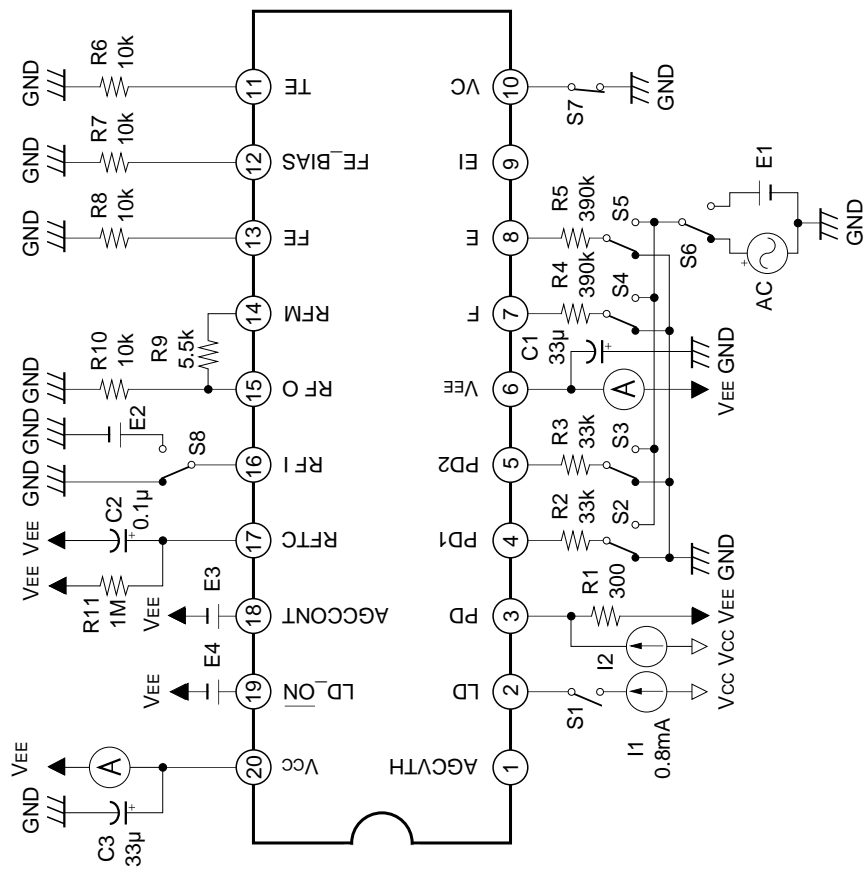 GND
C3
33µ
VEE
A
VEE
E4
VEE
E3
VEE
R11
1M
VEE
C2
0.1µ
GND
S8
GND
E2
GND
R10
10k
R9
5.5k
GND
R8
10k
GND
R7
10k
GND
R6
10k
20
19
18
17
16
15
14
13
12
11
VCC
LD_ON
AGCCONT
RFTC
RF I
RF O
RFM
FE
FE_BIAS
TE
AGCVTH
LD
PD
PD1
PD2
VEE
F
E
EI
VC
1
2
3
4
5
6
7
8
9
10
S1
I1
0.8mA
VCC
I2
VCC
R1
300
VEE
R2
33k
S2
GND
R3
33k
S3
A
VEE
C1
33µ
GND
R4
390k
S4
R5
390k
S5
S6
AC
E1
GND
S7
GND